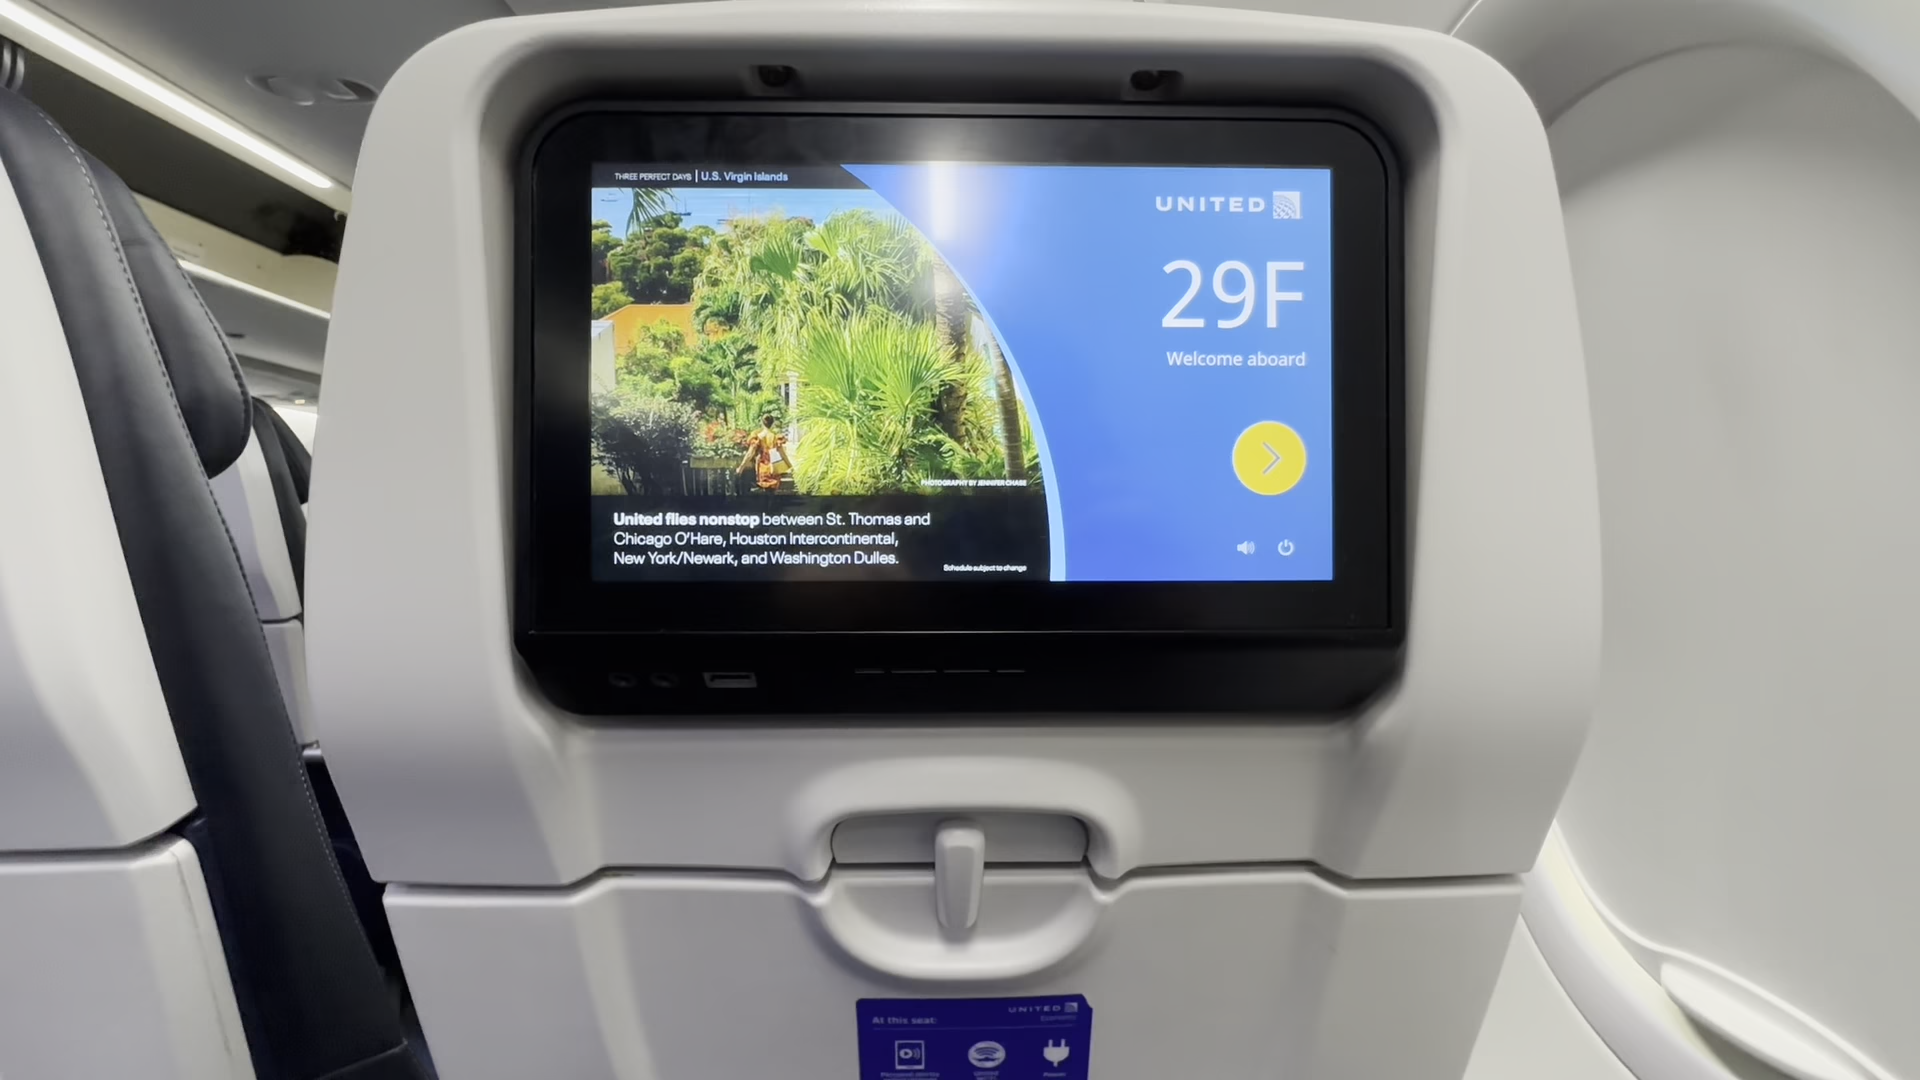 THREE PERFECT DAYS | U.S. Virgin Islands
UNITED
29F
Welcome aboard
PHOTOGRAPHY BY JENNIFER CHASE
United flies nonstop between St. Thomas and
Chicago O'Hare, Houston Intercontinental,
New York/Newark, and Washington Dulles.
Schedule subject to change
UNITED
Economy
At this seat:
Power